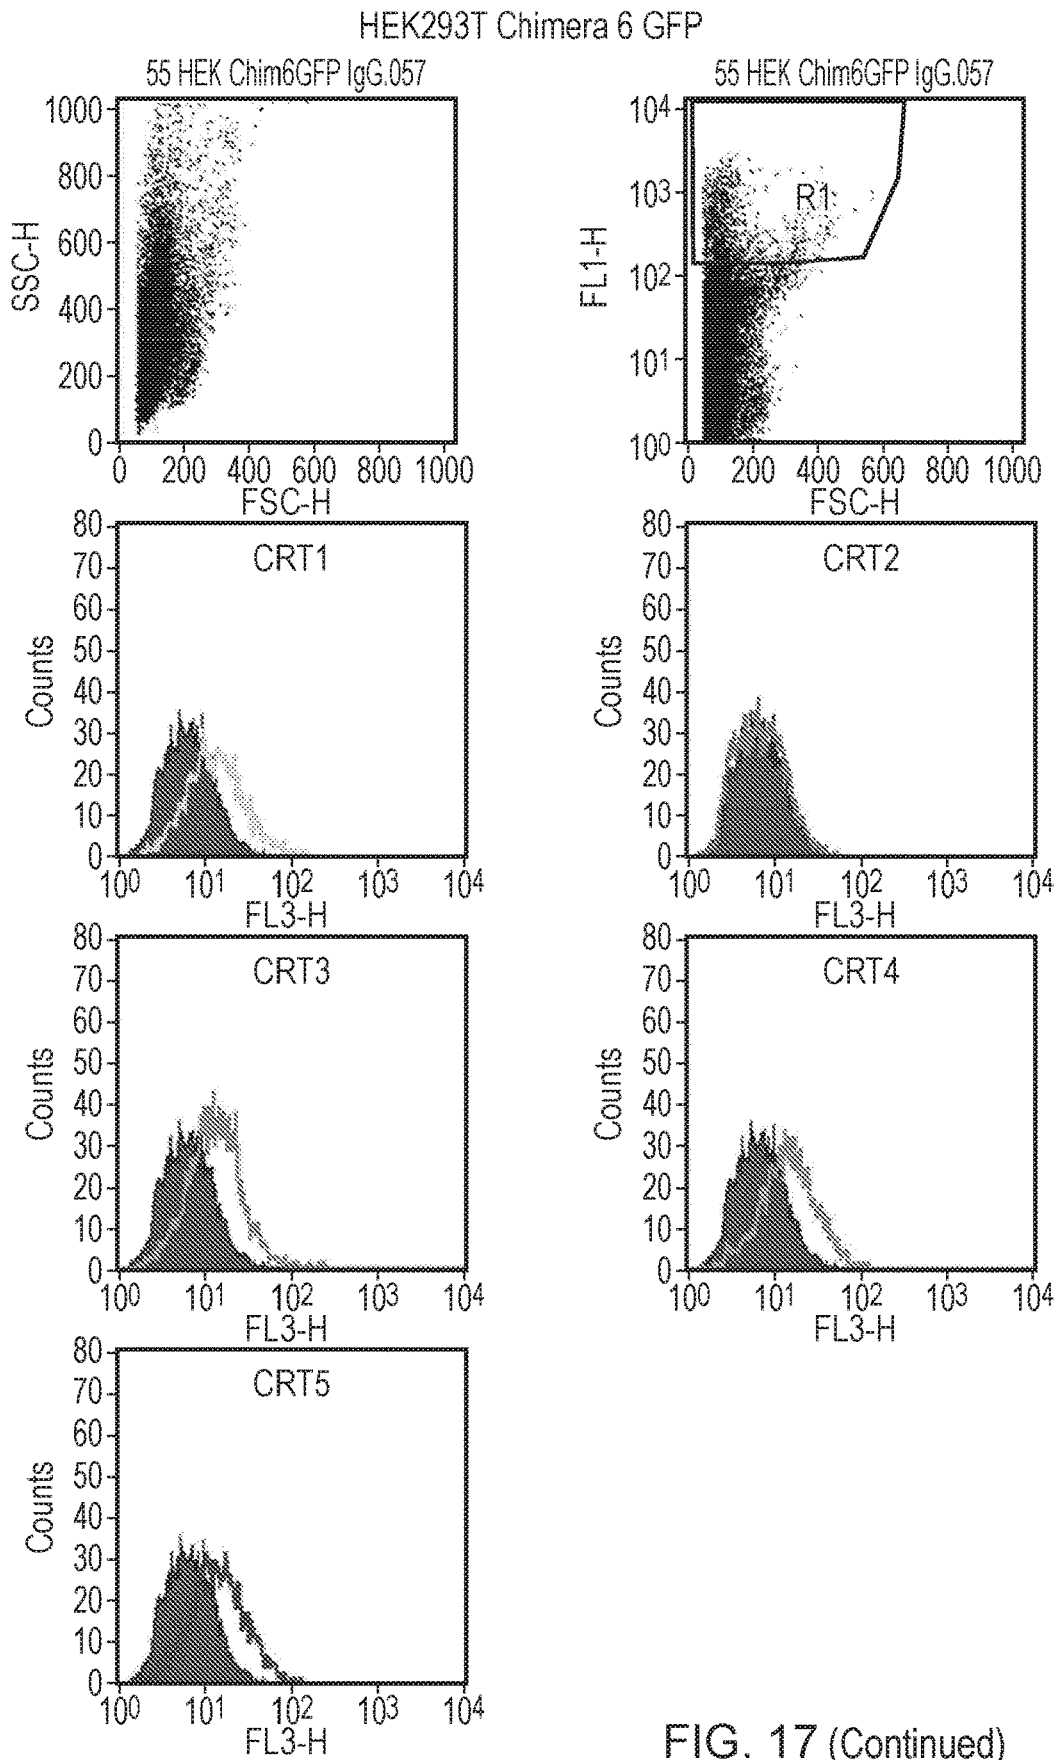 HEK293T Chimera 6 GFP
55 HEK Chim6GFP IgG.057
SSC-H
1000
800
600
400
200
0
0 200 400 600 800 1000
FSC-H
55 HEK Chim6GFP IgG.057
FL1-H
104
103
102
101
100
R1
0 200 400 600 800 1000
FSC-H
CRT1
Counts
80
70
60
50
40
30
20
10
0
10⁰ 10¹ 10² 10³ 10⁴
FL3-H
CRT2
Counts
80
70
60
50
40
30
20
10
0
10⁰ 10¹ 10² 10³ 10⁴
FL3-H
CRT3
Counts
80
70
60
50
40
30
20
10
0
10⁰ 10¹ 10² 10³ 10⁴
FL3-H
CRT4
Counts
80
70
60
50
40
30
20
10
0
10⁰ 10¹ 10² 10³ 10⁴
FL3-H
CRT5
Counts
80
70
60
50
40
30
20
10
0
10⁰ 10¹ 10² 10³ 10⁴
FL3-H
FIG. 17 (Continued)